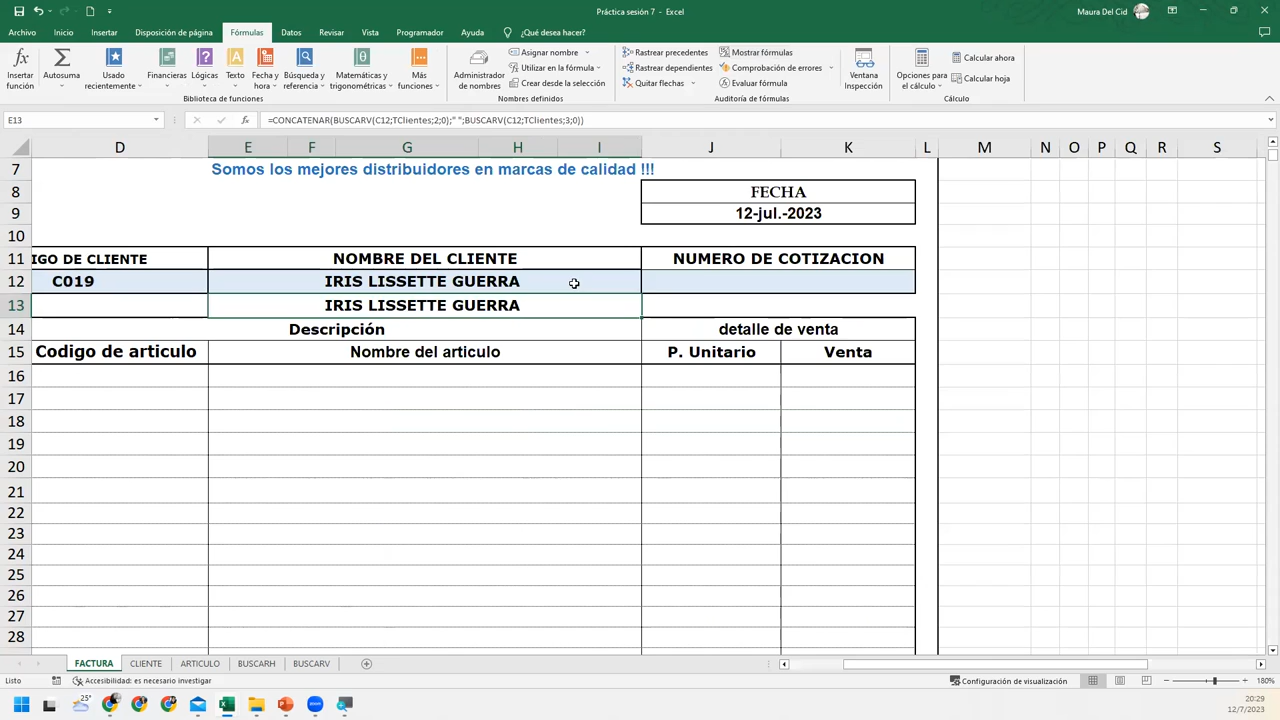 Práctica sesión 7 - Excel
Maura Del Cid
Archivo Inicio Insertar Disposición de página Fórmulas Datos Revisar Vista Programador Ayuda ¿Qué desea hacer?
Insertar función
Autosuma
Usado recientemente
Financieras
Lógicas
Texto
Fecha y hora
Búsqueda y referencia
Matemáticas y trigonométricas
Más funciones
Biblioteca de funciones
Administrador de nombres
Asignar nombre
Utilizar en la fórmula
Crear desde la selección
Nombres definidos
Rastrear precedentes
Rastrear dependientes
Quitar flechas
Mostrar fórmulas
Comprobación de errores
Evaluar fórmula
Auditoría de fórmulas
Ventana Inspección
Opciones para el cálculo
Calcular ahora
Calcular hoja
Cálculo
E13
fx
=CONCATENAR(BUSCARV(C12;TClientes;2;0);" ";BUSCARV(C12;TClientes;3;0))
D E F G H I J K L M N O P Q R S
7 Somos los mejores distribuidores en marcas de calidad !!!
8 FECHA
9 12-jul.-2023
10
11 IGO DE CLIENTE NOMBRE DEL CLIENTE NUMERO DE COTIZACION
12 C019 IRIS LISSETTE GUERRA
13 IRIS LISSETTE GUERRA
14 Descripción detalle de venta
15 Codigo de articulo Nombre del articulo P. Unitario Venta
16
17
18
19
20
21
22
23
24
25
26
27
28
FACTURA CLIENTE ARTICULO BUSCARH BUSCARV
Listo Accesibilidad: es necesario investigar Configuración de visualización 180%
25°
20:29
12/7/2023